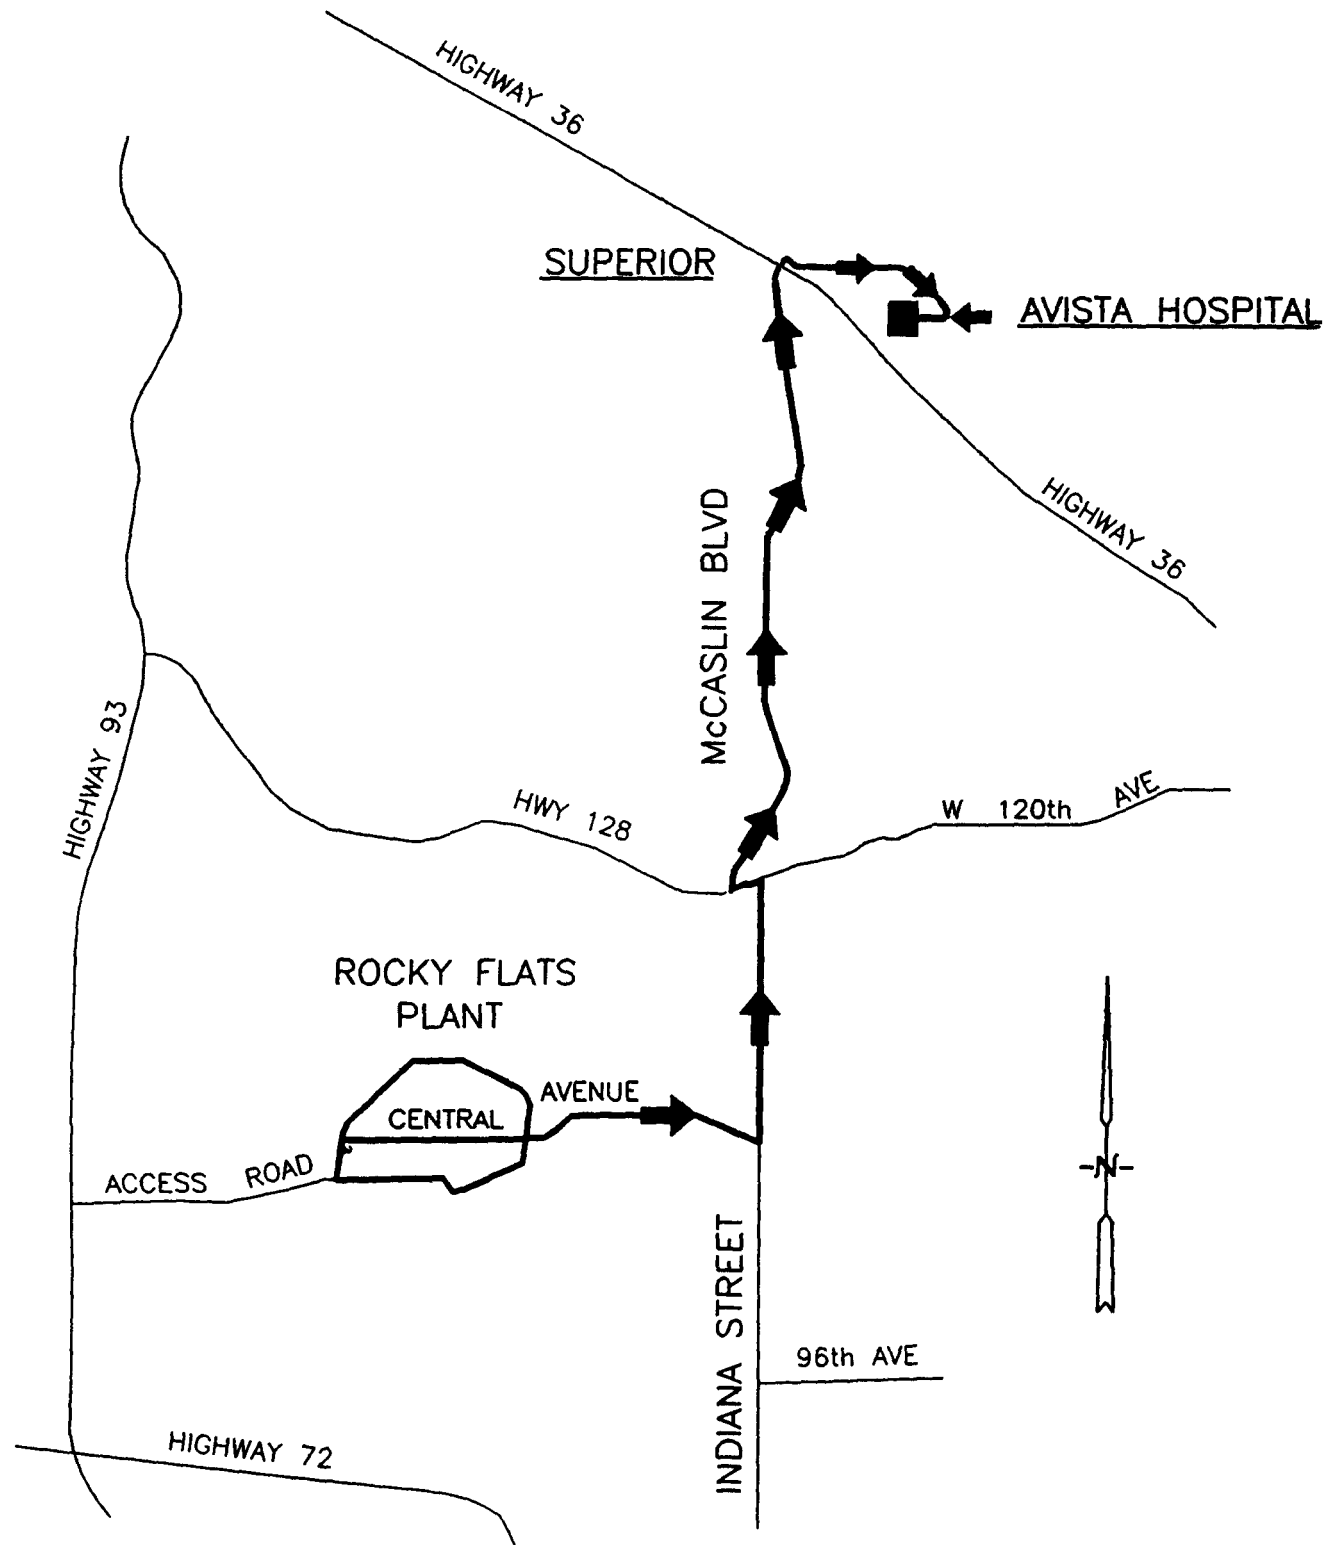 HIGHWAY 36
SUPERIOR
AVISTA HOSPITAL
HIGHWAY 36
McCASLIN BLVD
HIGHWAY 93
HWY 128
W 120th AVE
ROCKY FLATS
PLANT
CENTRAL AVENUE
ACCESS ROAD
N
INDIANA STREET
96th AVE
HIGHWAY 72